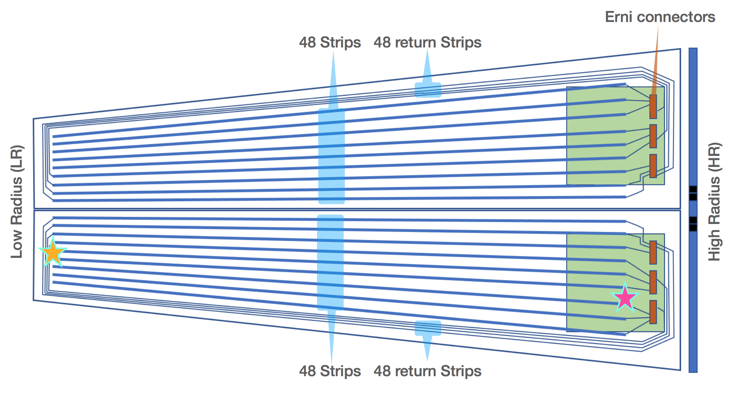 Erni connectors
48 Strips
48 return Strips
Low Radius (LR)
High Radius (HR)
48 Strips
48 return Strips